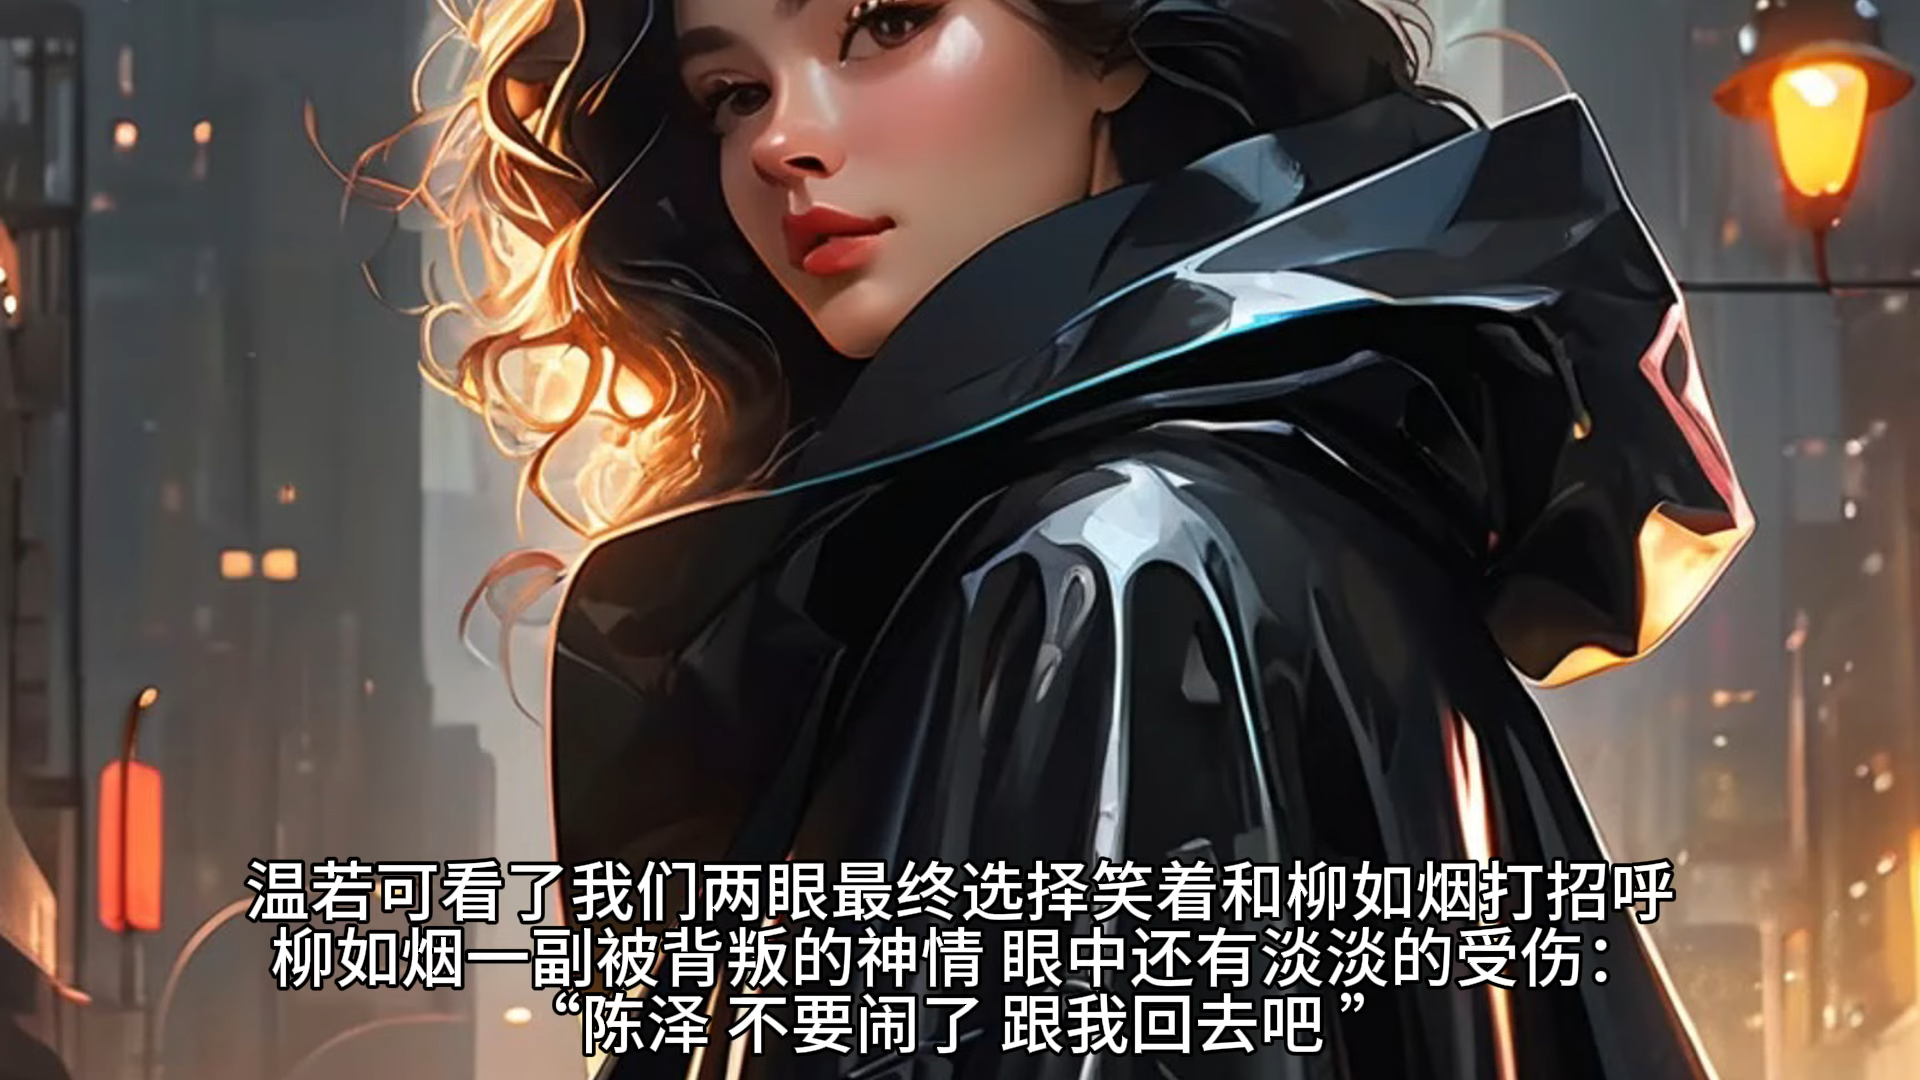 温若可看了我们两眼最终选择笑着和柳如烟打招呼
柳如烟一副被背叛的神情 眼中还有淡淡的受伤：
“陈泽 不要闹了 跟我回去吧 ”